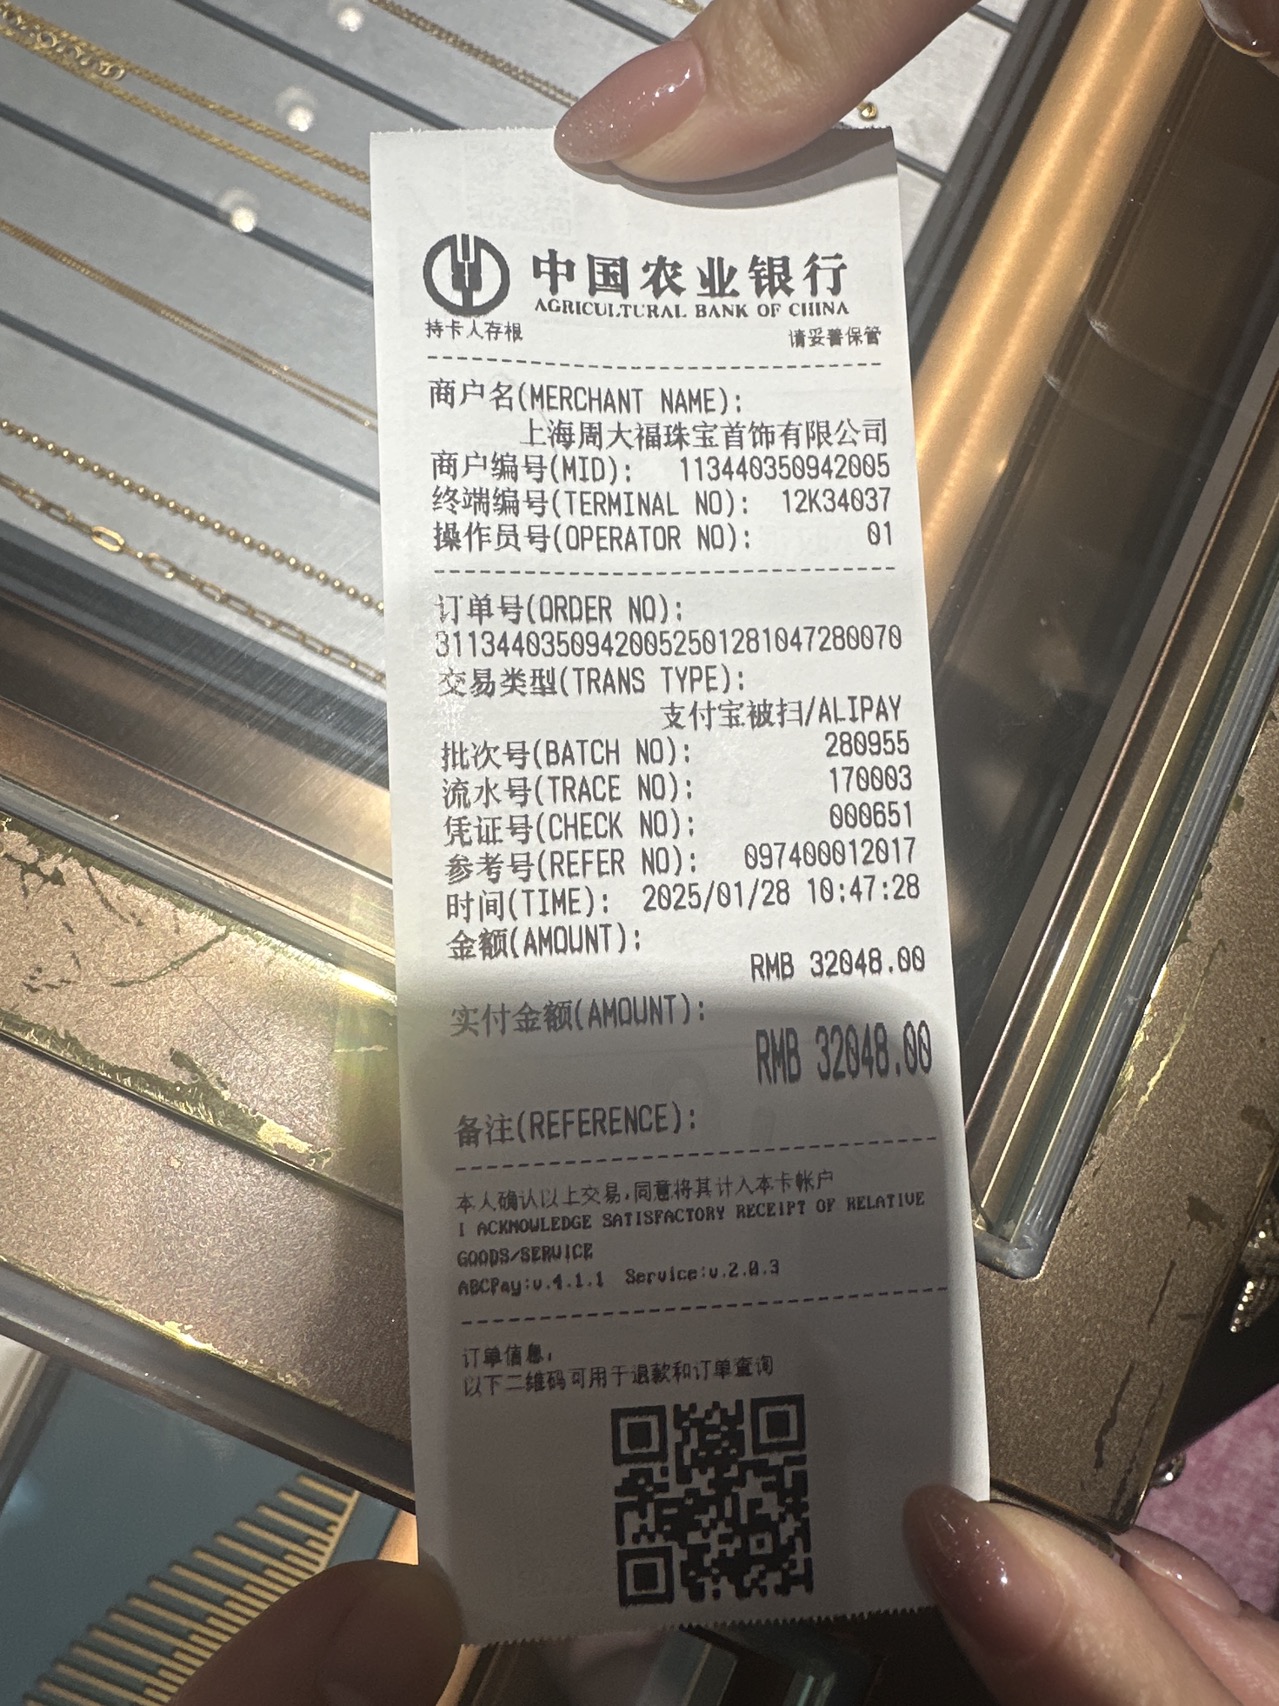 中国农业银行
AGRICULTURAL BANK OF CHINA
持卡人存根 请妥善保管
商户名(MERCHANT NAME):
上海周大福珠宝首饰有限公司
商户编号(MID): 113440350942005
终端编号(TERMINAL NO): 12K34037
操作员号(OPERATOR NO): 01
订单号(ORDER NO):
31134403509420052501281047280070
交易类型(TRANS TYPE):
支付宝被扫/ALIPAY
批次号(BATCH NO): 280955
流水号(TRACE NO): 170003
凭证号(CHECK NO): 000651
参考号(REFER NO): 097400012017
时间(TIME): 2025/01/28 10:47:28
金额(AMOUNT):
RMB 32048.00
实付金额(AMOUNT):
RMB 32048.00
备注(REFERENCE):
本人确认以上交易,同意将其计入本卡帐户
I ACKNOWLEDGE SATISFACTORY RECEIPT OF RELATIVE
GOODS/SERVICE
ABCPay:v.4.1.1 Service:v.2.0.3
订单信息,
以下二维码可用于退款和订单查询